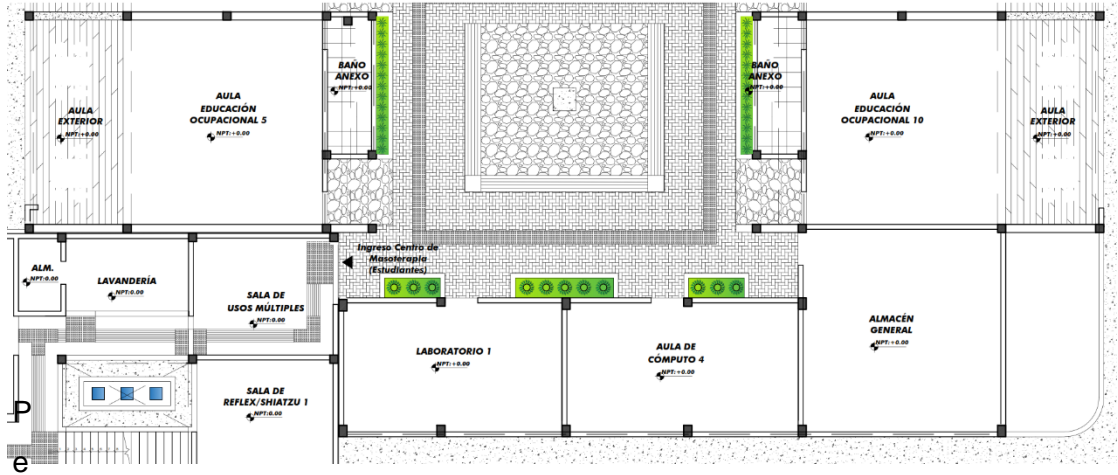 AULA
EXTERIOR
NPT:+0.00
AULA
EDUCACIÓN
OCUPACIONAL 5
NPT:+0.00
BAÑO
ANEXO
NPT:+0.00
BAÑO
ANEXO
NPT:+0.00
AULA
EDUCACIÓN
OCUPACIONAL 10
NPT:+0.00
AULA
EXTERIOR
NPT:+0.00
Ingreso Centro de
Masoterapia
(Estudiantes)
ALM.
NPT:0.00
LAVANDERÍA
NPT:0.00
SALA DE
USOS MÚLTIPLES
NPT:0.00
LABORATORIO 1
NPT:+0.00
AULA DE
CÓMPUTO 4
NPT:+0.00
ALMACÉN
GENERAL
NPT:+0.00
SALA DE
REFLEX/SHIATZU 1
NPT:0.00
P
e